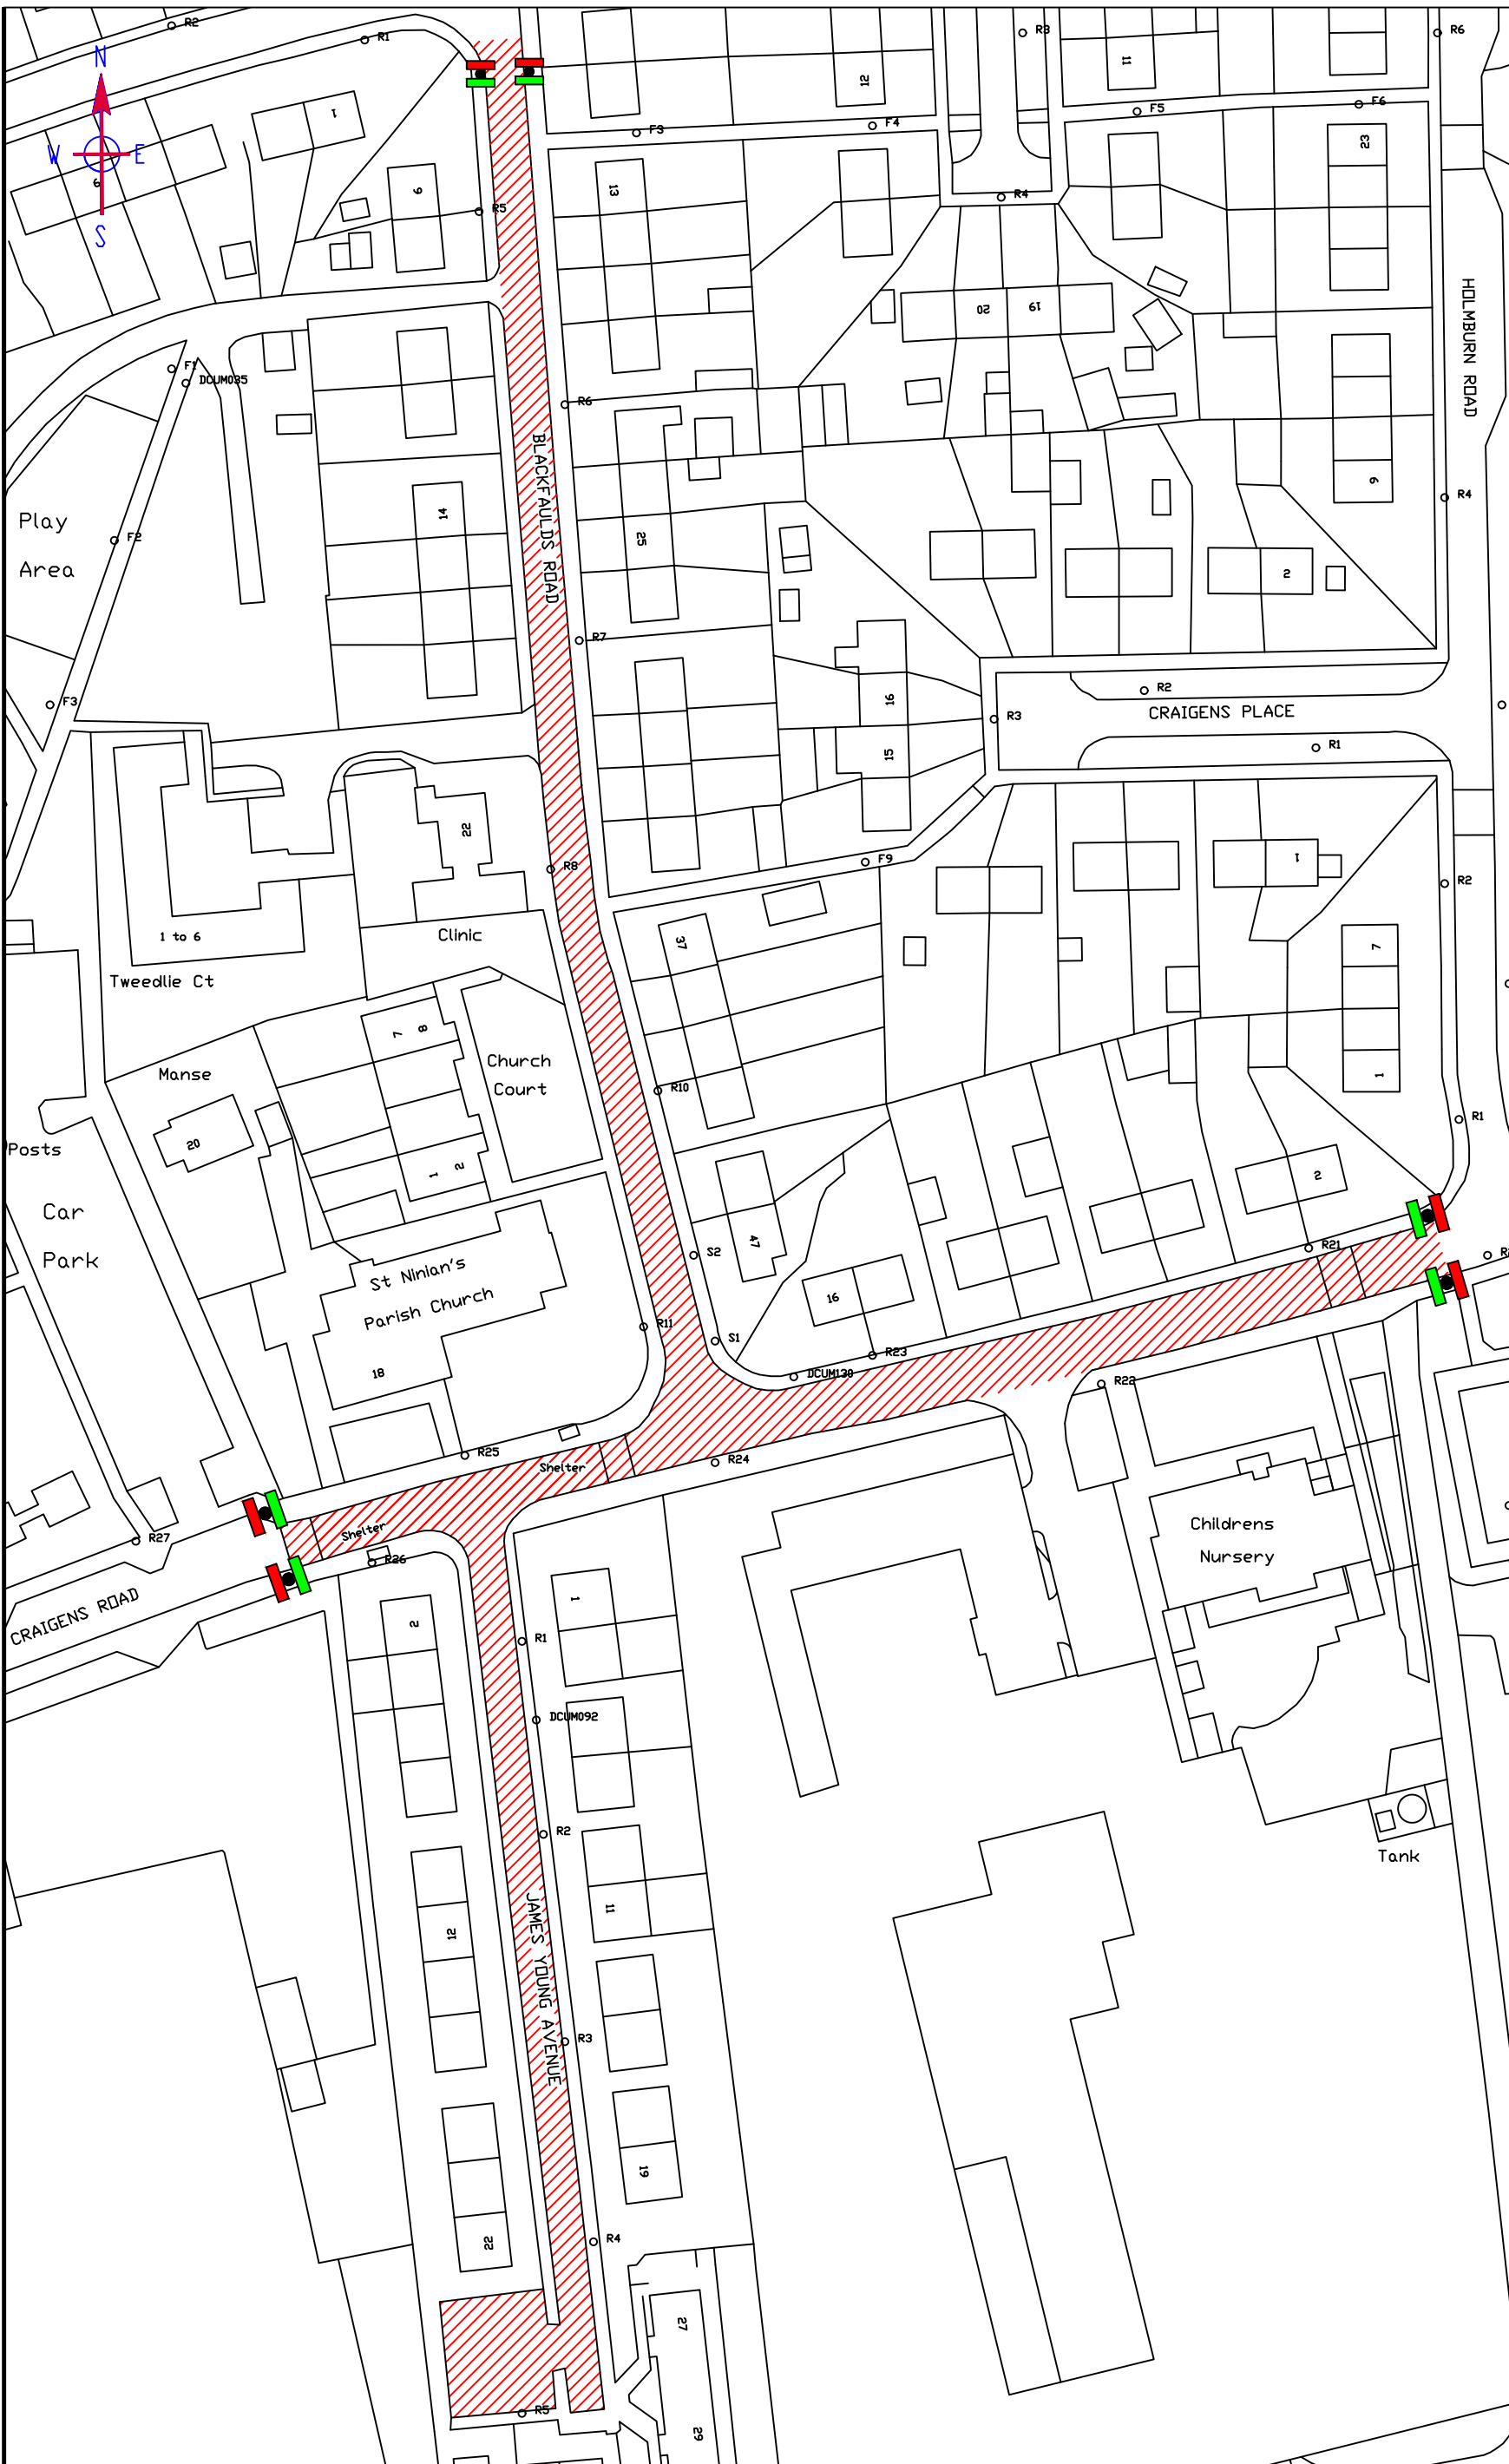 R2
R1
R3
R6
N
W
E
S
6
1
9
R5
12
11
F3
F4
F5
F6
13
R4
23
20
19
HOLMBURN ROAD
F1
DCUM035
R6
BLACKFAULDS ROAD
Play
Area
F2
14
25
9
R4
2
R7
F3
16
15
R3
R2
CRAIGENS PLACE
R1
22
R8
F9
1
R2
1 to 6
Clinic
37
7
Tweedlie Ct
7
8
Church
Court
Manse
20
R10
1
R1
Posts
1
2
2
Car
Park
St Ninian's
Parish Church
18
S2
47
R21
16
R11
S1
R23
DCUM130
R22
R25
Shelter
R24
Shelter
R26
R27
Childrens
Nursery
CRAIGENS ROAD
2
1
R1
DCUM092
R2
Tank
12
11
JAMES YOUNG AVENUE
R3
19
22
R4
27
R5
29